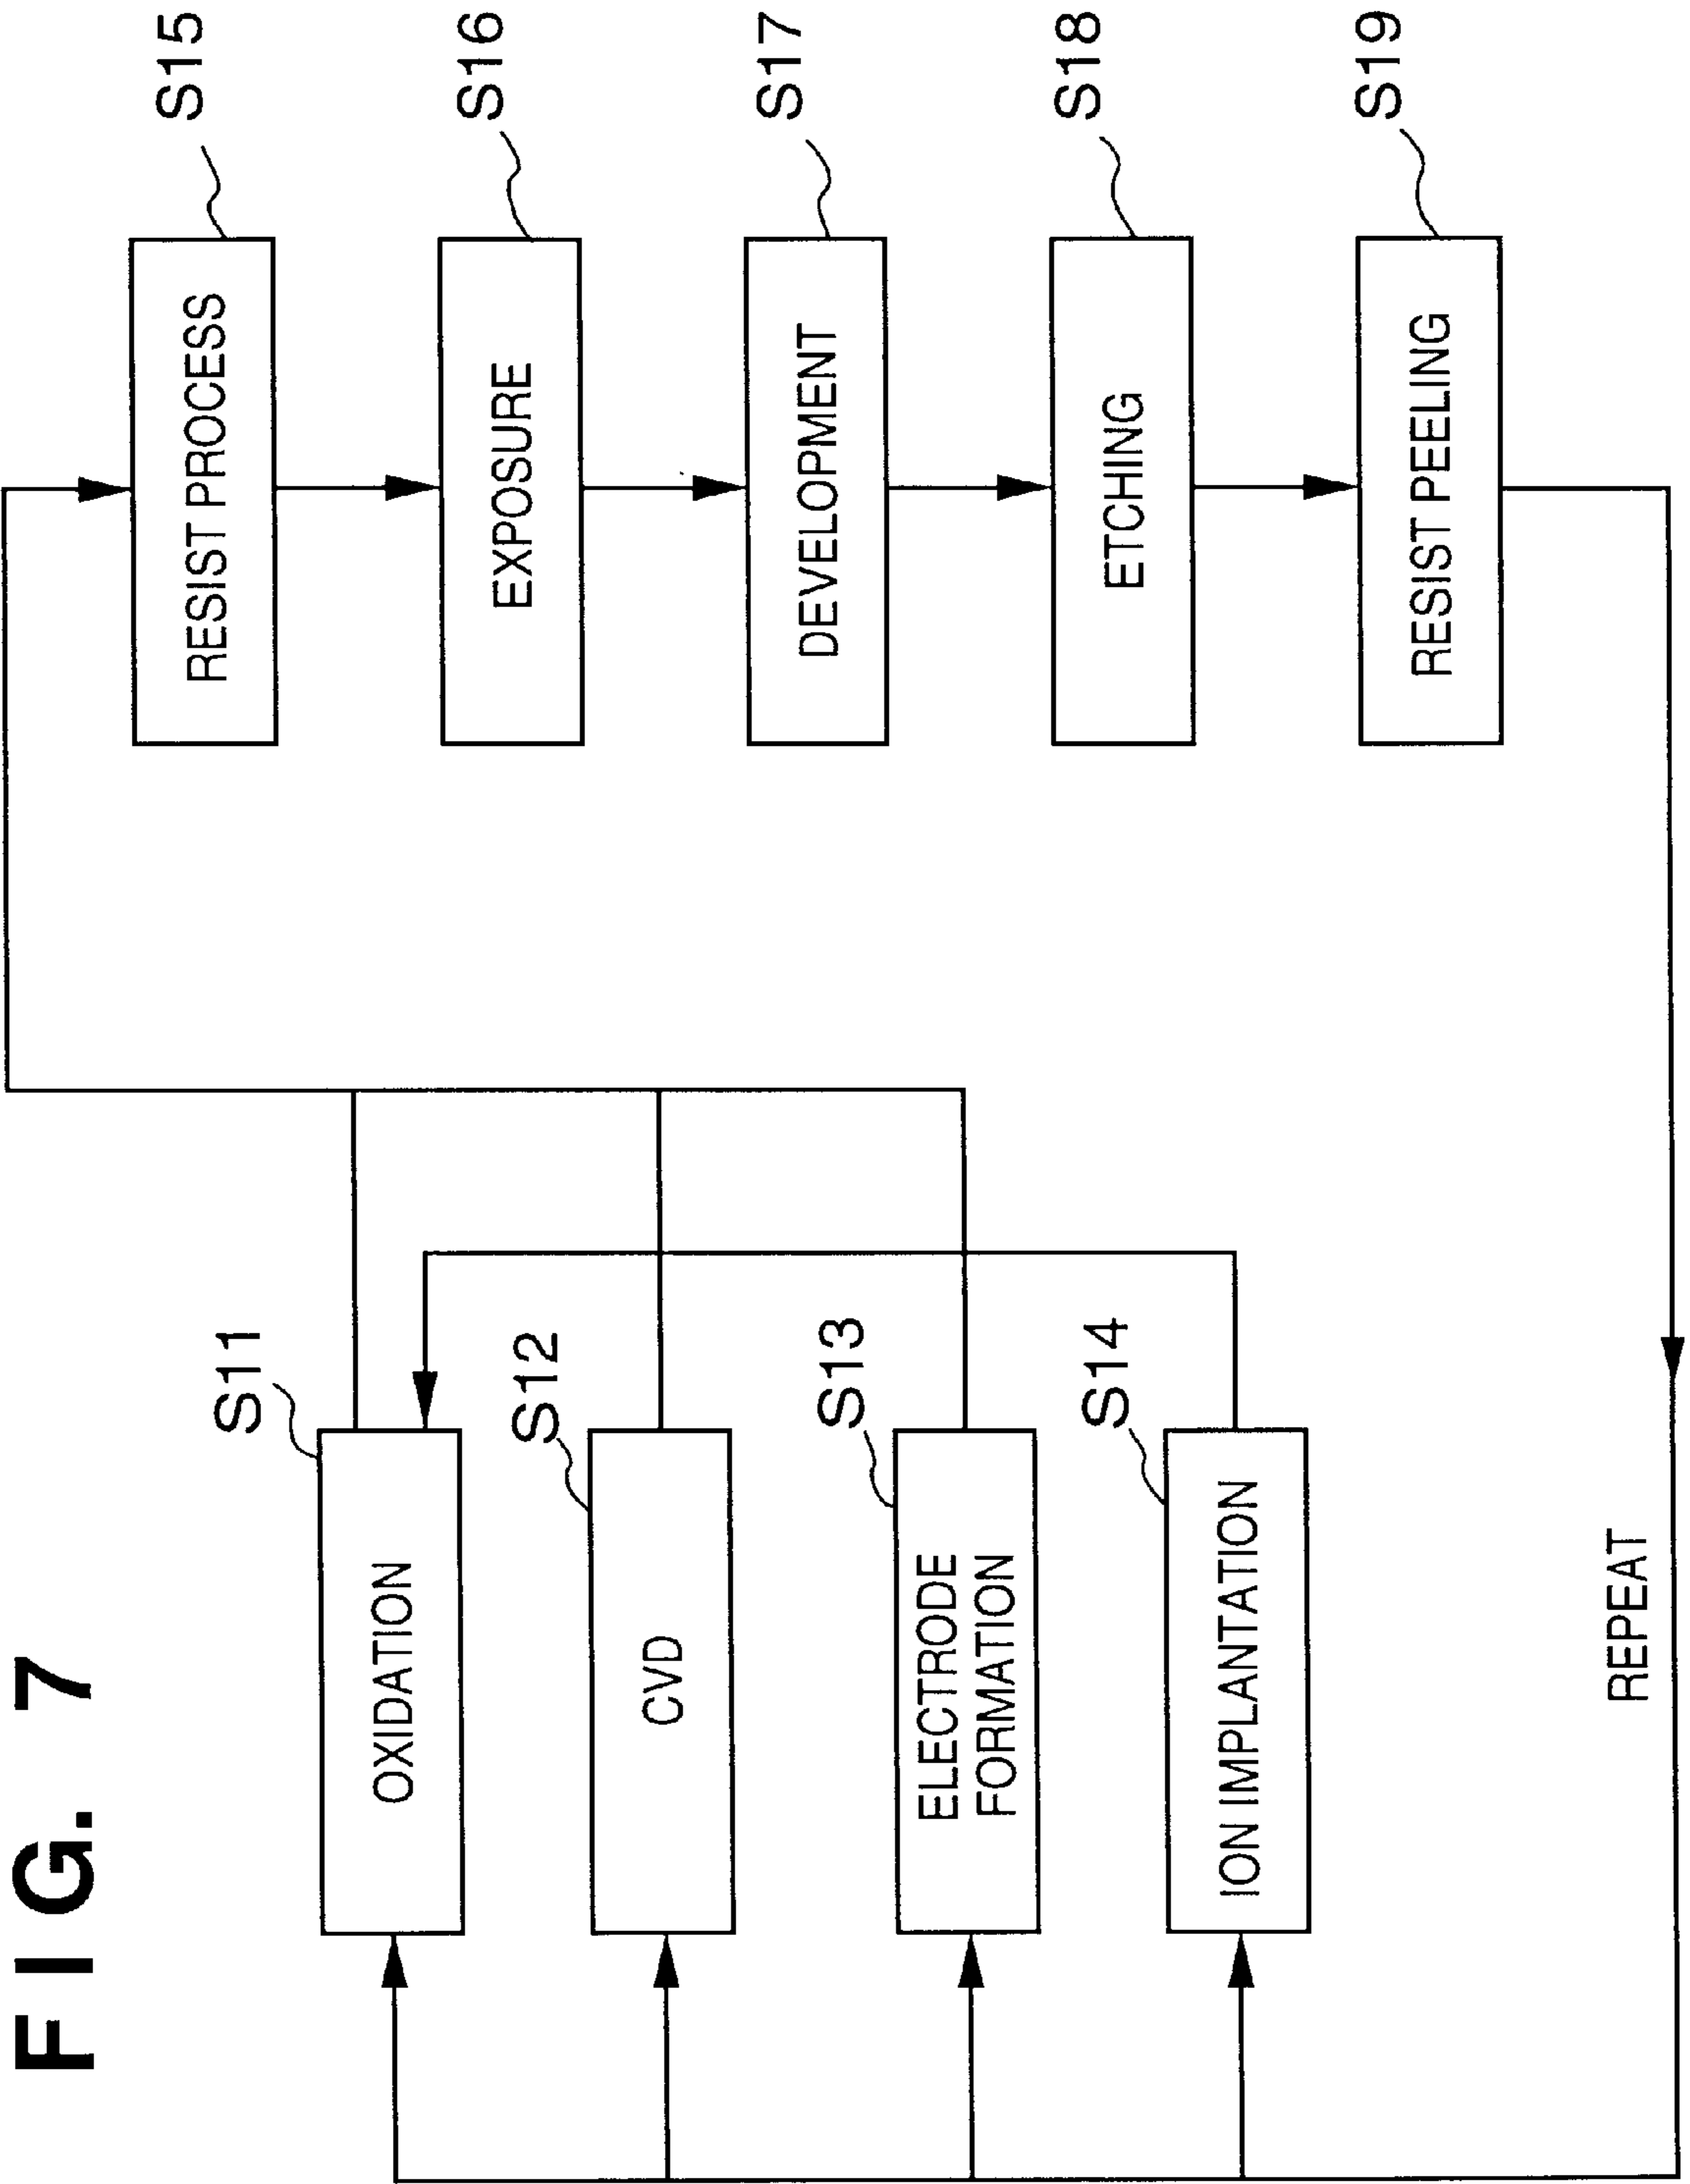 FIG. 7
S11
OXIDATION
S12
CVD
S13
ELECTRODE
FORMATION
S14
ION IMPLANTATION
REPEAT
S15
RESIST PROCESS
S16
EXPOSURE
S17
DEVELOPMENT
S18
ETCHING
S19
RESIST PEELING